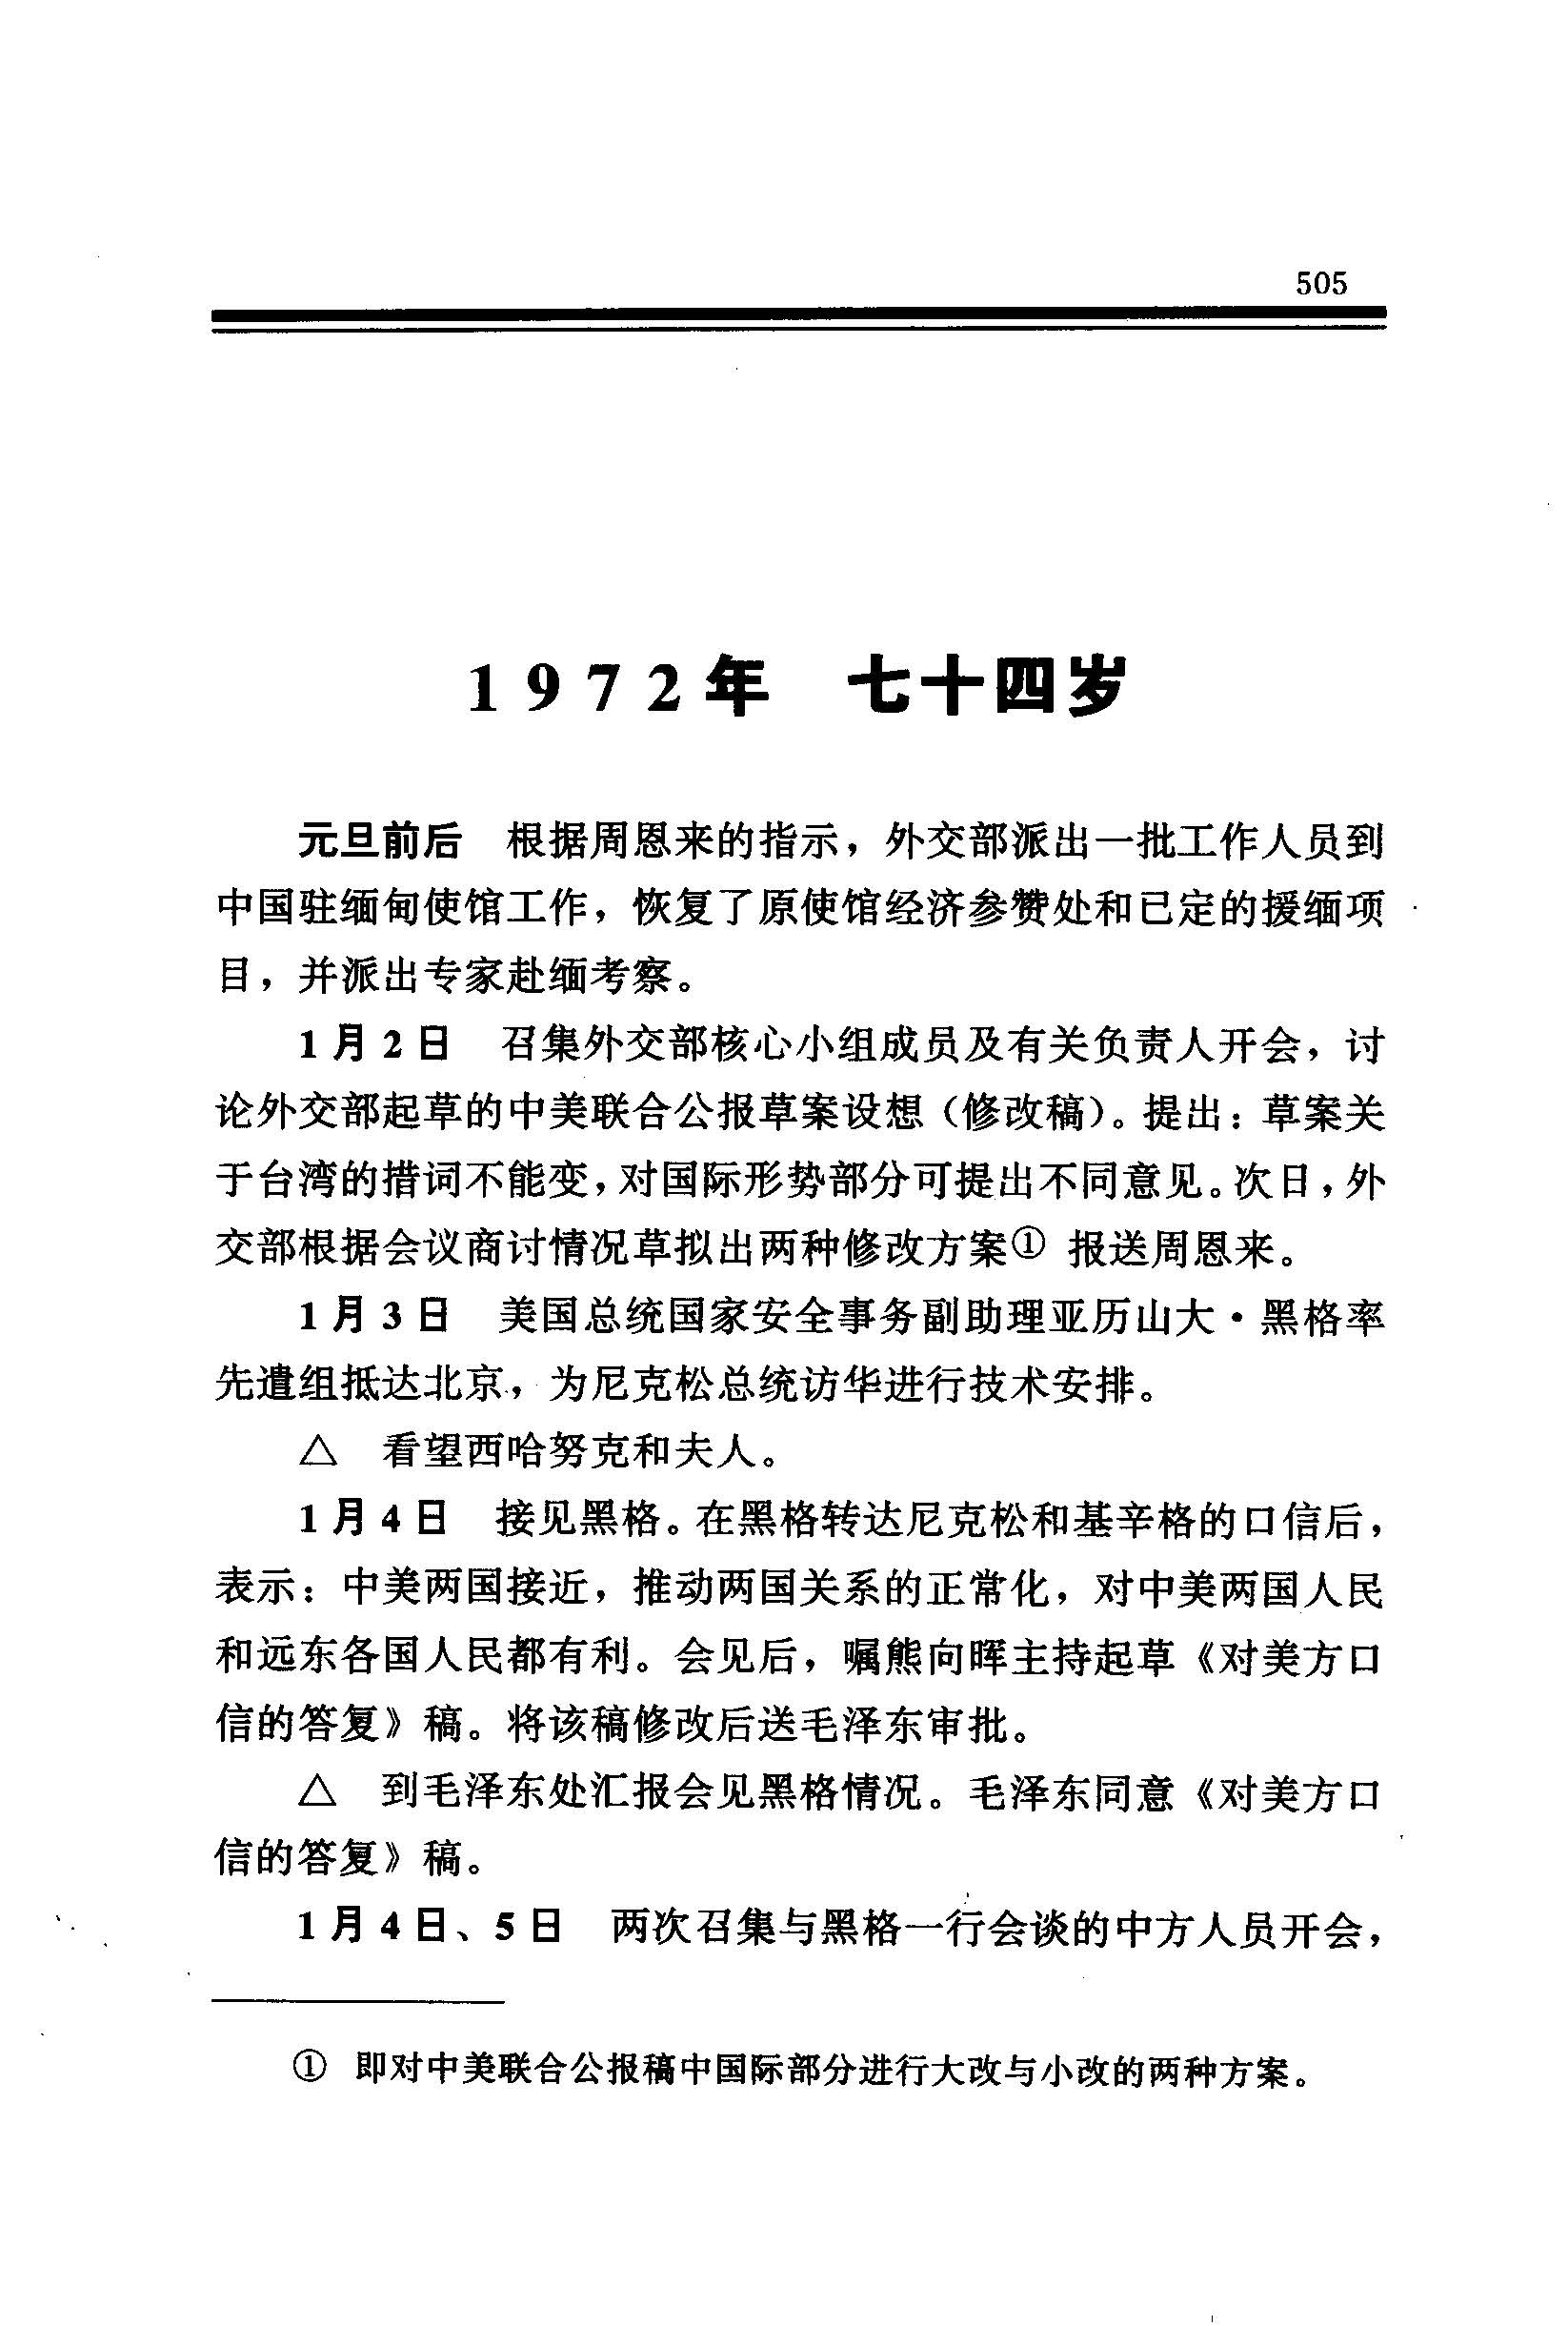 505
1972年 七十四岁
元旦前后 根据周恩来的指示，外交部派出一批工作人员到
中国驻缅甸使馆工作，恢复了原使馆经济参赞处和已定的援缅项
目，并派出专家赴缅考察。
1月2日 召集外交部核心小组成员及有关负责人开会，讨
论外交部起草的中美联合公报草案设想（修改稿）。提出：草案关
于台湾的措词不能变，对国际形势部分可提出不同意见。次日，外
交部根据会议商讨情况草拟出两种修改方案① 报送周恩来。
1月3日 美国总统国家安全事务副助理亚历山大·黑格率
先遣组抵达北京，为尼克松总统访华进行技术安排。
△ 看望西哈努克和夫人。
1月4日 接见黑格。在黑格转达尼克松和基辛格的口信后，
表示：中美两国接近，推动两国关系的正常化，对中美两国人民
和远东各国人民都有利。会见后，嘱熊向晖主持起草《对美方口
信的答复》稿。将该稿修改后送毛泽东审批。
△ 到毛泽东处汇报会见黑格情况。毛泽东同意《对美方口
信的答复》稿。
1月4日、5日 两次召集与黑格一行会谈的中方人员开会，
① 即对中美联合公报稿中国际部分进行大改与小改的两种方案。